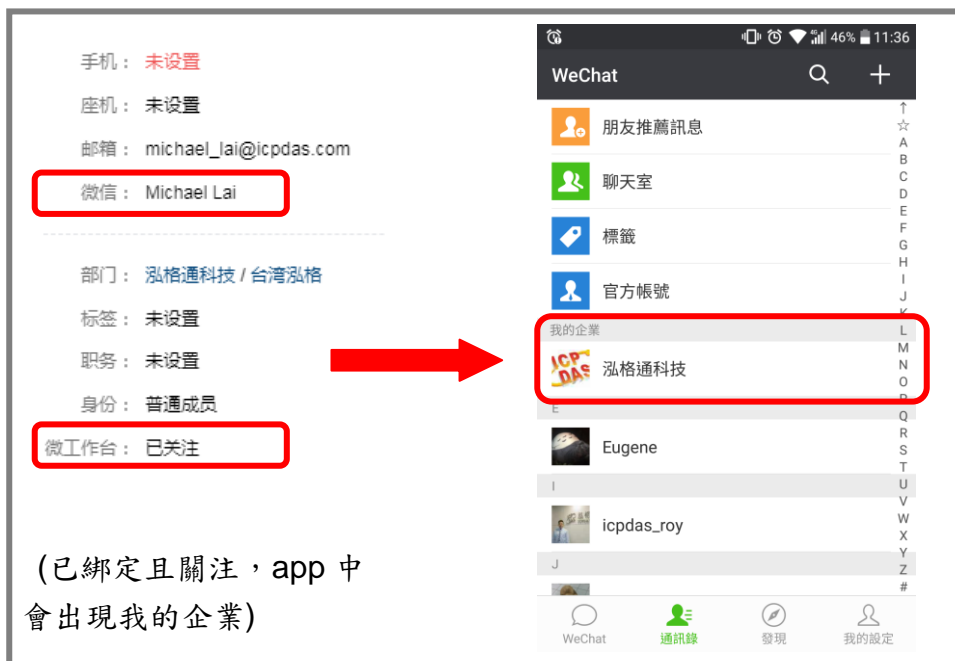 手机： 未设置
座机： 未设置
邮箱： michael_lai@icpdas.com
微信： Michael Lai
部门： 泓格通科技 / 台湾泓格
标签： 未设置
职务： 未设置
身份： 普通成员
微工作台： 已关注
(已綁定且關注，app 中
會出現我的企業)
46% 11:36
WeChat
朋友推薦訊息
聊天室
標籤
官方帳號
我的企業
ICP DAS 泓格通科技
E
Eugene
I
icpdas_roy
J
↑
☆
A
B
C
D
E
F
G
H
I
J
K
L
M
N
O
P
Q
R
S
T
U
V
W
X
Y
Z
#
WeChat 通訊錄 發現 我的設定